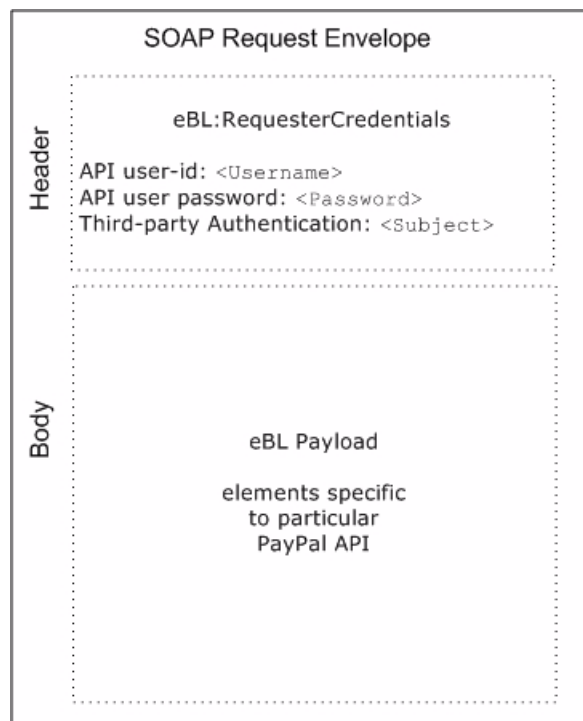 SOAP Request Envelope
Header
eBL:RequesterCredentials
API user-id: <Username>
API user password: <Password>
Third-party Authentication: <Subject>
Body
eBL Payload
elements specific
to particular
PayPal API